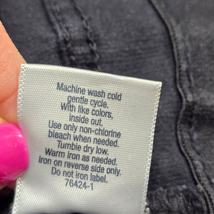 Machine wash cold
gentle cycle.
With like colors,
inside out.
Use only non-chlorine
bleach when needed.
Tumble dry low.
Warm iron as needed.
Iron on reverse side only.
Do not iron label.
76424-1